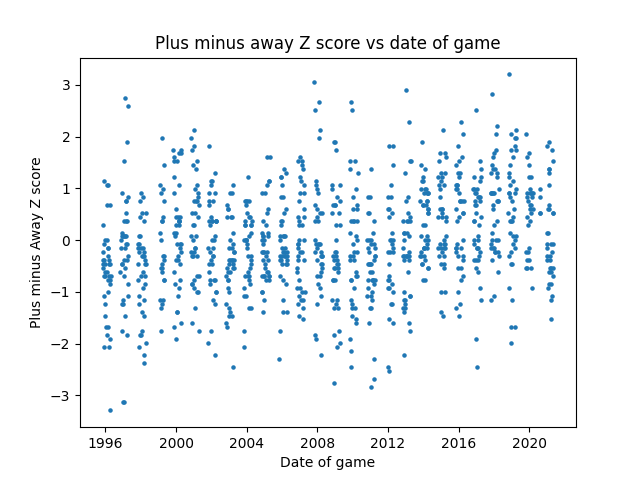 Plus minus away Z score vs date of game
3
2
1
0
−1
−2
−3
Plus minus Away Z score
1996 2000 2004 2008 2012 2016 2020
Date of game